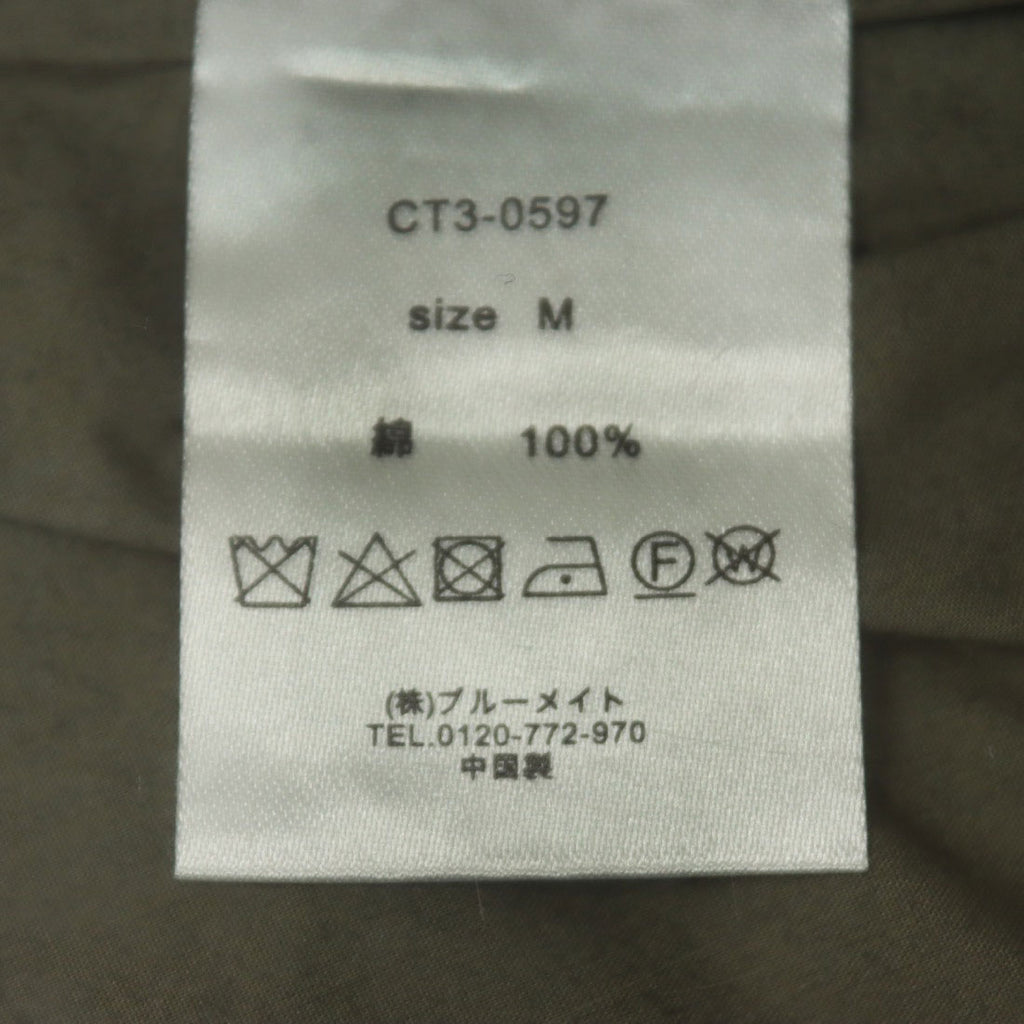 CT3-0597
size M
綿 100%
F W
(株)ブルーメイト
TEL.0120-772-970
中国製